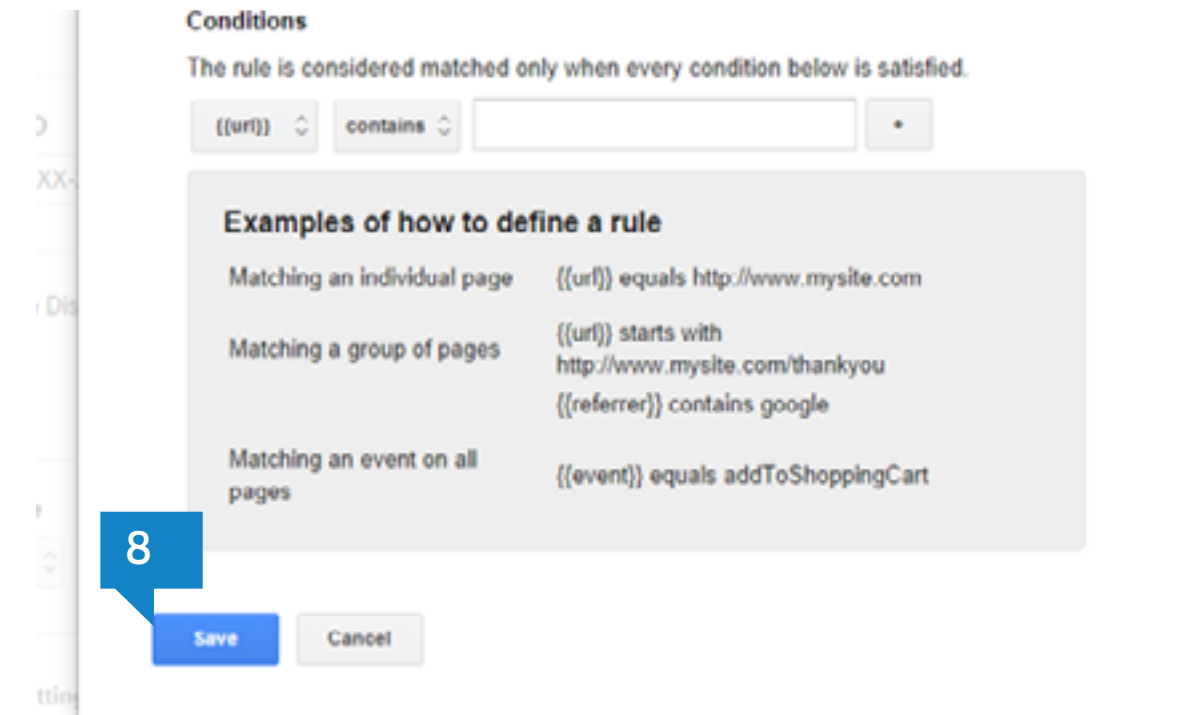 Conditions
The rule is considered matched only when every condition below is satisfied.
{{url}} contains
XX-
Examples of how to define a rule
Matching an individual page {{url}} equals http://www.mysite.com
Dis
Matching a group of pages {{url}} starts with
http://www.mysite.com/thankyou
{{referrer}} contains google
Matching an event on all
pages {{event}} equals addToShoppingCart
8
Save Cancel
tting